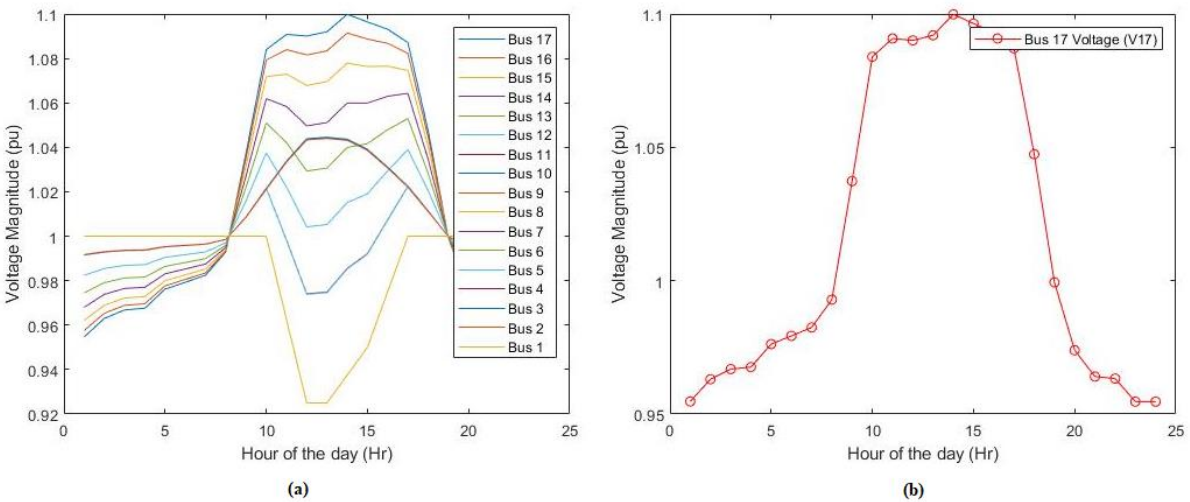 1.1
1.08
1.06
1.04
1.02
1
0.98
0.96
0.94
0.92
Voltage Magnitude (pu)
0
5
10
15
20
25
Hour of the day (Hr)
Bus 17
Bus 16
Bus 15
Bus 14
Bus 13
Bus 12
Bus 11
Bus 10
Bus 9
Bus 8
Bus 7
Bus 6
Bus 5
Bus 4
Bus 3
Bus 2
Bus 1
(a)
1.1
1.05
1
0.95
Voltage Magnitude (pu)
0
5
10
15
20
25
Hour of the day (Hr)
Bus 17 Voltage (V17)
(b)